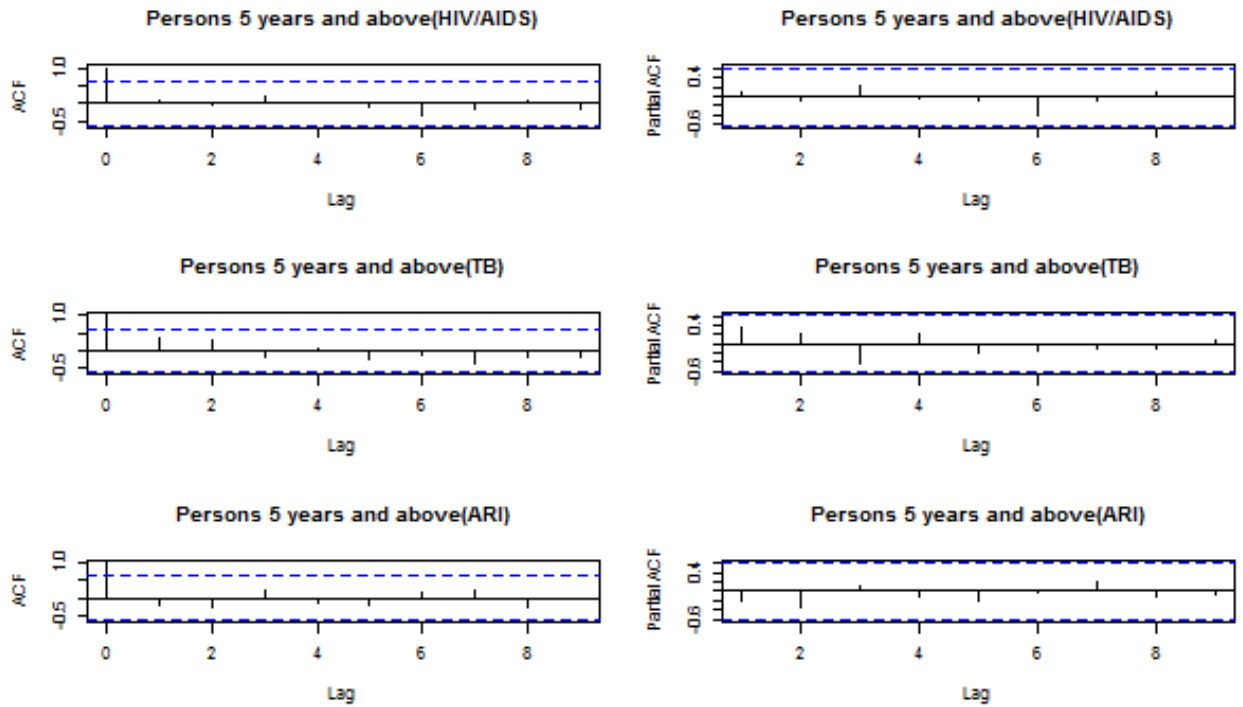 Persons 5 years and above(HIV/AIDS)
ACF
1.0
-0.5
0 2 4 6 8
Lag
Persons 5 years and above(HIV/AIDS)
Partial ACF
0.4
-0.6
2 4 6 8
Lag
Persons 5 years and above(TB)
ACF
1.0
-0.5
0 2 4 6 8
Lag
Persons 5 years and above(TB)
Partial ACF
0.4
-0.6
2 4 6 8
Lag
Persons 5 years and above(ARI)
ACF
1.0
-0.5
0 2 4 6 8
Lag
Persons 5 years and above(ARI)
Partial ACF
0.4
-0.6
2 4 6 8
Lag